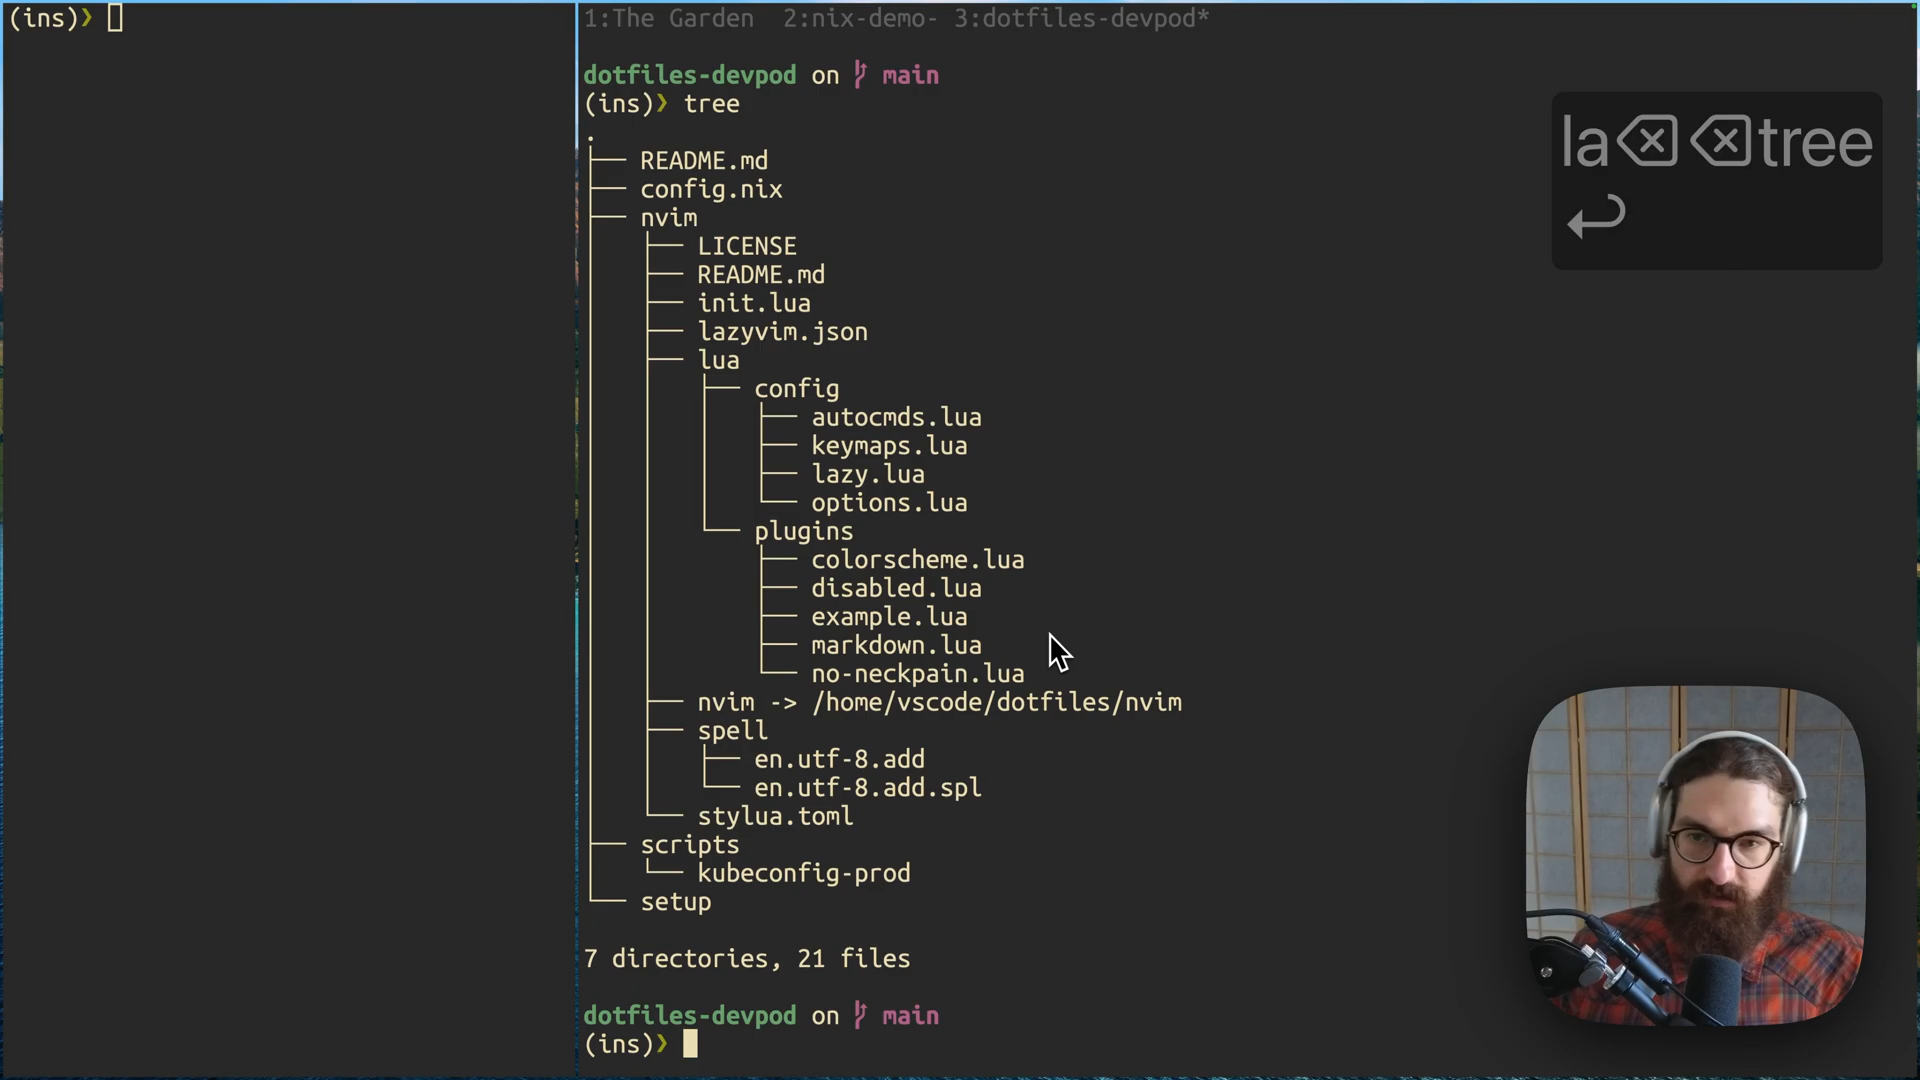 (ins)❯
1:The Garden  2:nix-demo- 3:dotfiles-devpod*
dotfiles-devpod on main
(ins)❯ tree
.
├── README.md
├── config.nix
├── nvim
│   ├── LICENSE
│   ├── README.md
│   ├── init.lua
│   ├── lazyvim.json
│   ├── lua
│   │   ├── config
│   │   │   ├── autocmds.lua
│   │   │   ├── keymaps.lua
│   │   │   ├── lazy.lua
│   │   │   └── options.lua
│   │   └── plugins
│   │       ├── colorscheme.lua
│   │       ├── disabled.lua
│   │       ├── example.lua
│   │       ├── markdown.lua
│   │       └── no-neckpain.lua
│   ├── nvim -> /home/vscode/dotfiles/nvim
│   ├── spell
│   │   ├── en.utf-8.add
│   │   └── en.utf-8.add.spl
│   └── stylua.toml
├── scripts
│   └── kubeconfig-prod
└── setup
7 directories, 21 files
dotfiles-devpod on main
(ins)❯
la⌫⌫tree
↩